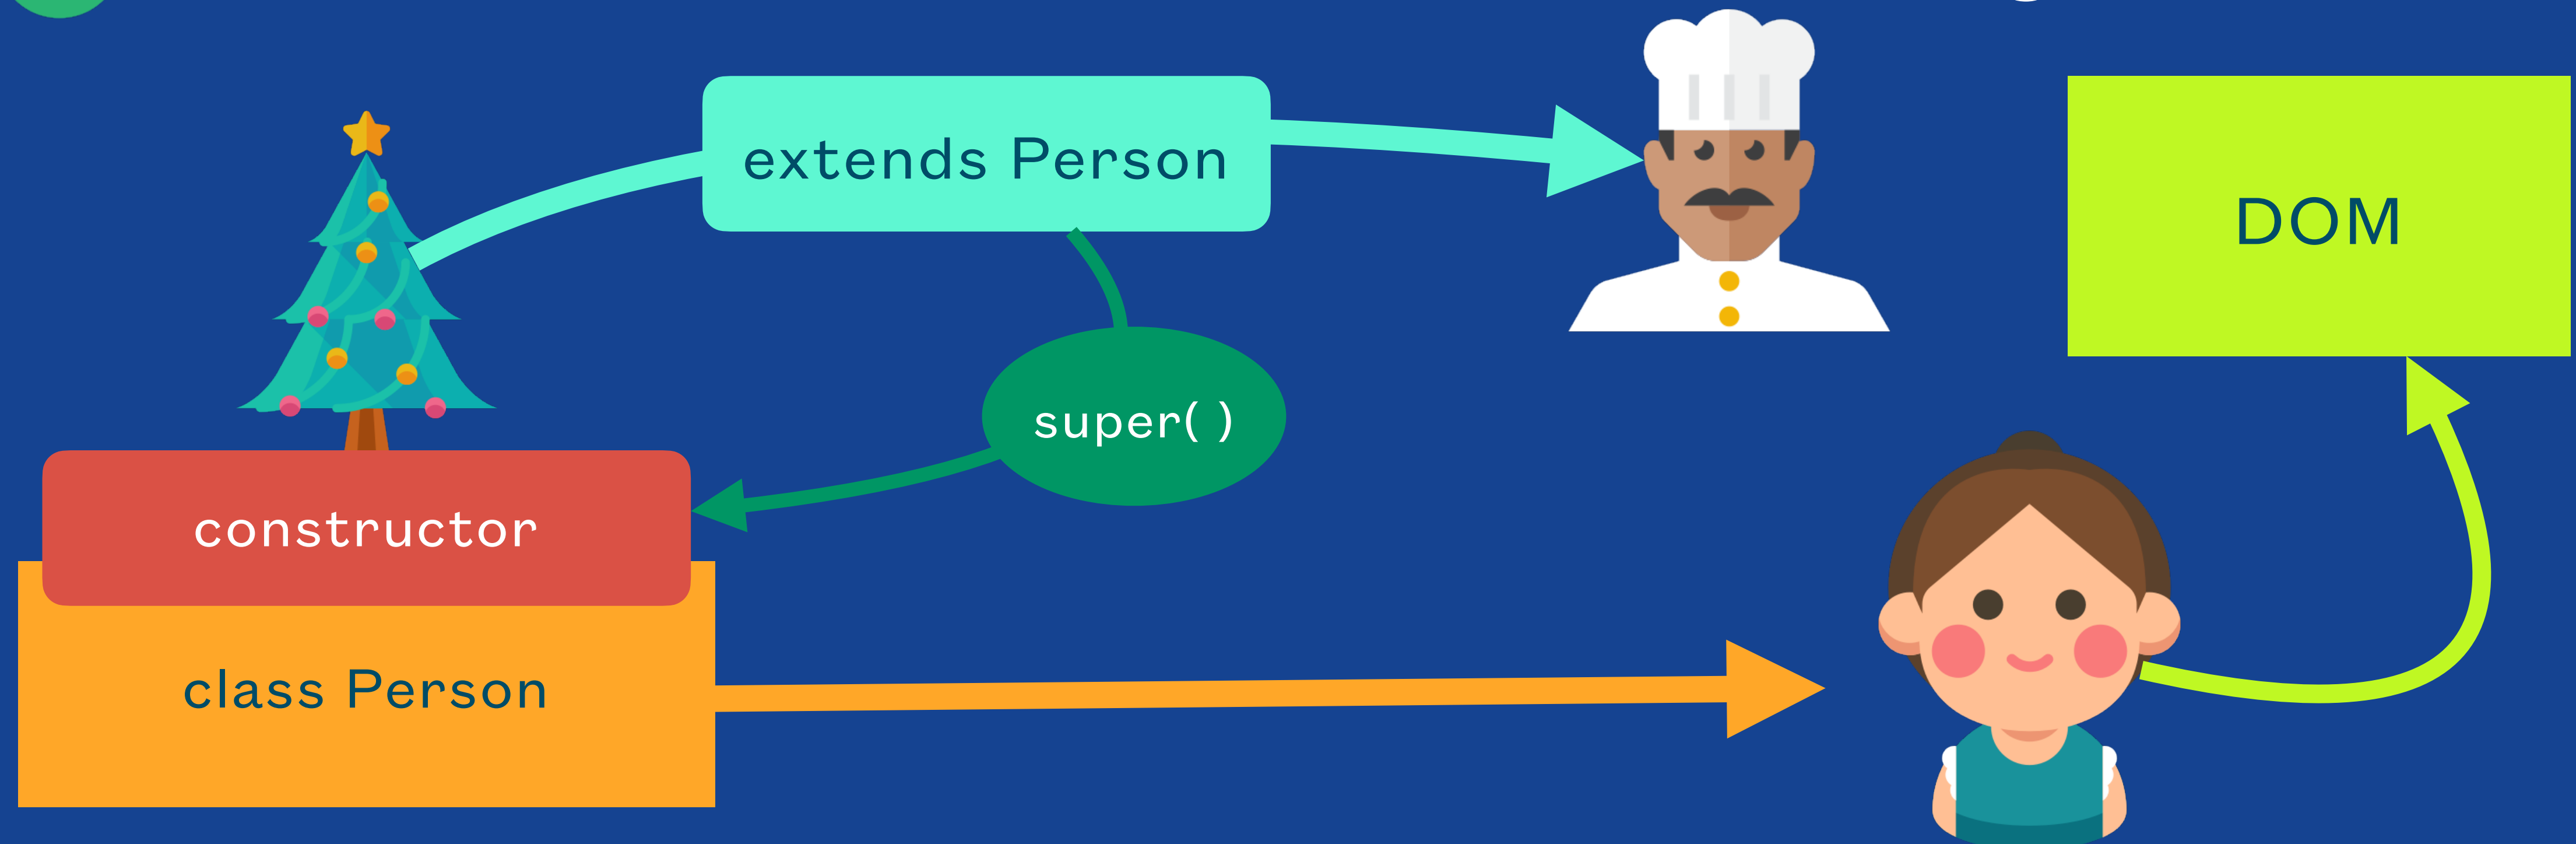 extends Person
DOM
super( )
constructor
class Person